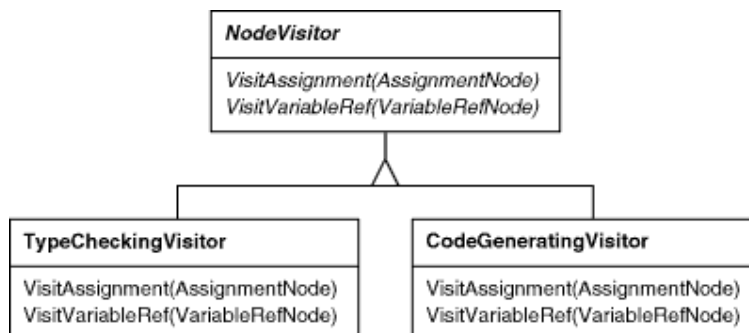 NodeVisitor
VisitAssignment(AssignmentNode)
VisitVariableRef(VariableRefNode)
TypeCheckingVisitor
VisitAssignment(AssignmentNode)
VisitVariableRef(VariableRefNode)
CodeGeneratingVisitor
VisitAssignment(AssignmentNode)
VisitVariableRef(VariableRefNode)